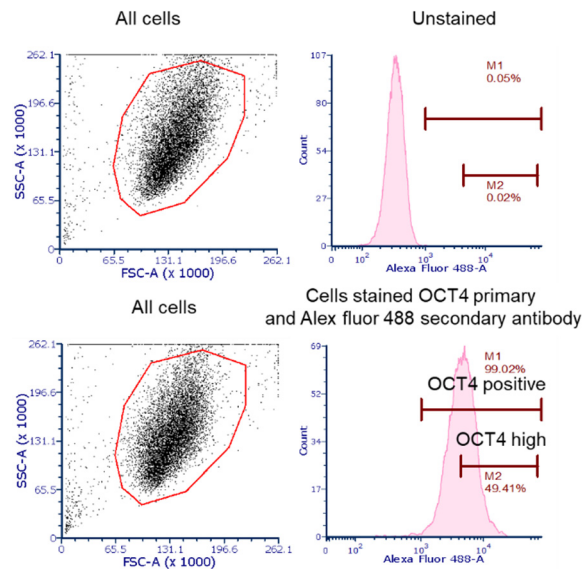 All cells
Unstained
262.1
196.6
131.1
65.5
0
SSC-A (x 1000)
0
65.5
131.1
196.6
262.1
FSC-A (x 1000)
107
80
54
27
0
Count
M1
0.05%
M2
0.02%
0
10²
10³
10⁴
Alexa Fluor 488-A
All cells
Cells stained OCT4 primary
and Alex fluor 488 secondary antibody
262.1
196.6
131.1
65.5
0
SSC-A (x 1000)
0
65.5
131.1
196.6
262.1
FSC-A (x 1000)
69
52
34
17
0
Count
M1
99.02%
OCT4 positive
OCT4 high
M2
49.41%
0
10²
10³
10⁴
Alexa Fluor 488-A